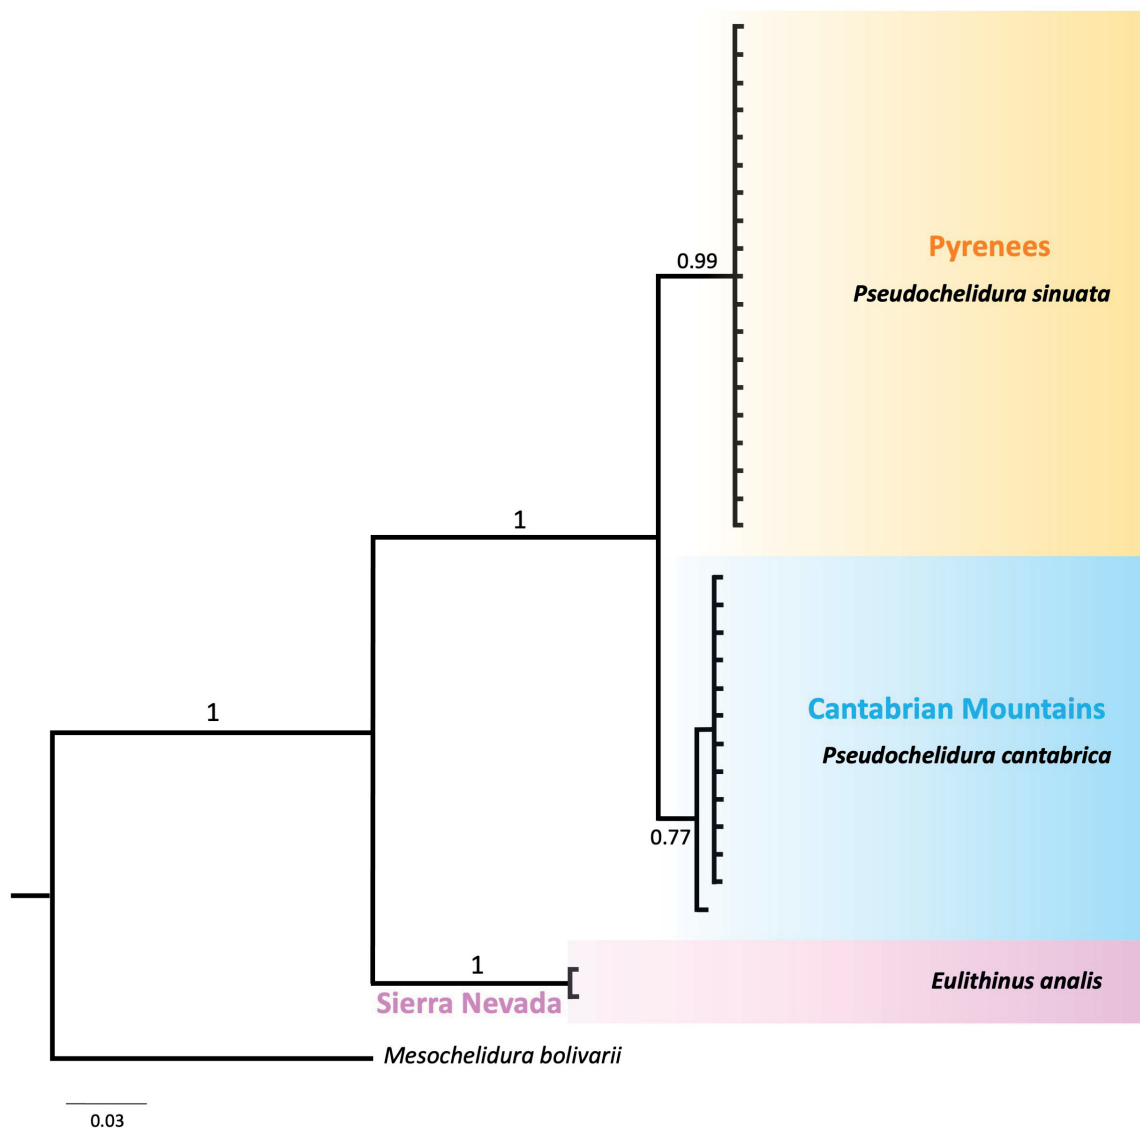 Pyrenees
0.99
Pseudochelidura sinuata
1
1
Cantabrian Mountains
Pseudochelidura cantabrica
0.77
1
Eulithinus analis
Sierra Nevada
Mesochelidura bolivarii
0.03